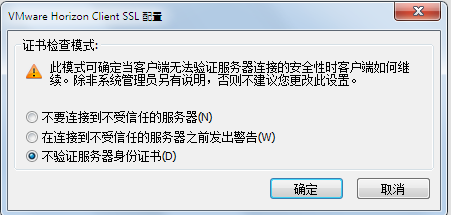 VMware Horizon Client SSL 配置
证书检查模式:
此模式可确定当客户端无法验证服务器连接的安全性时客户端如何继
续。除非系统管理员另有说明，否则不建议您更改此设置。
不要连接到不受信任的服务器(N)
在连接到不受信任的服务器之前发出警告(W)
不验证服务器身份证书(D)
确定
取消